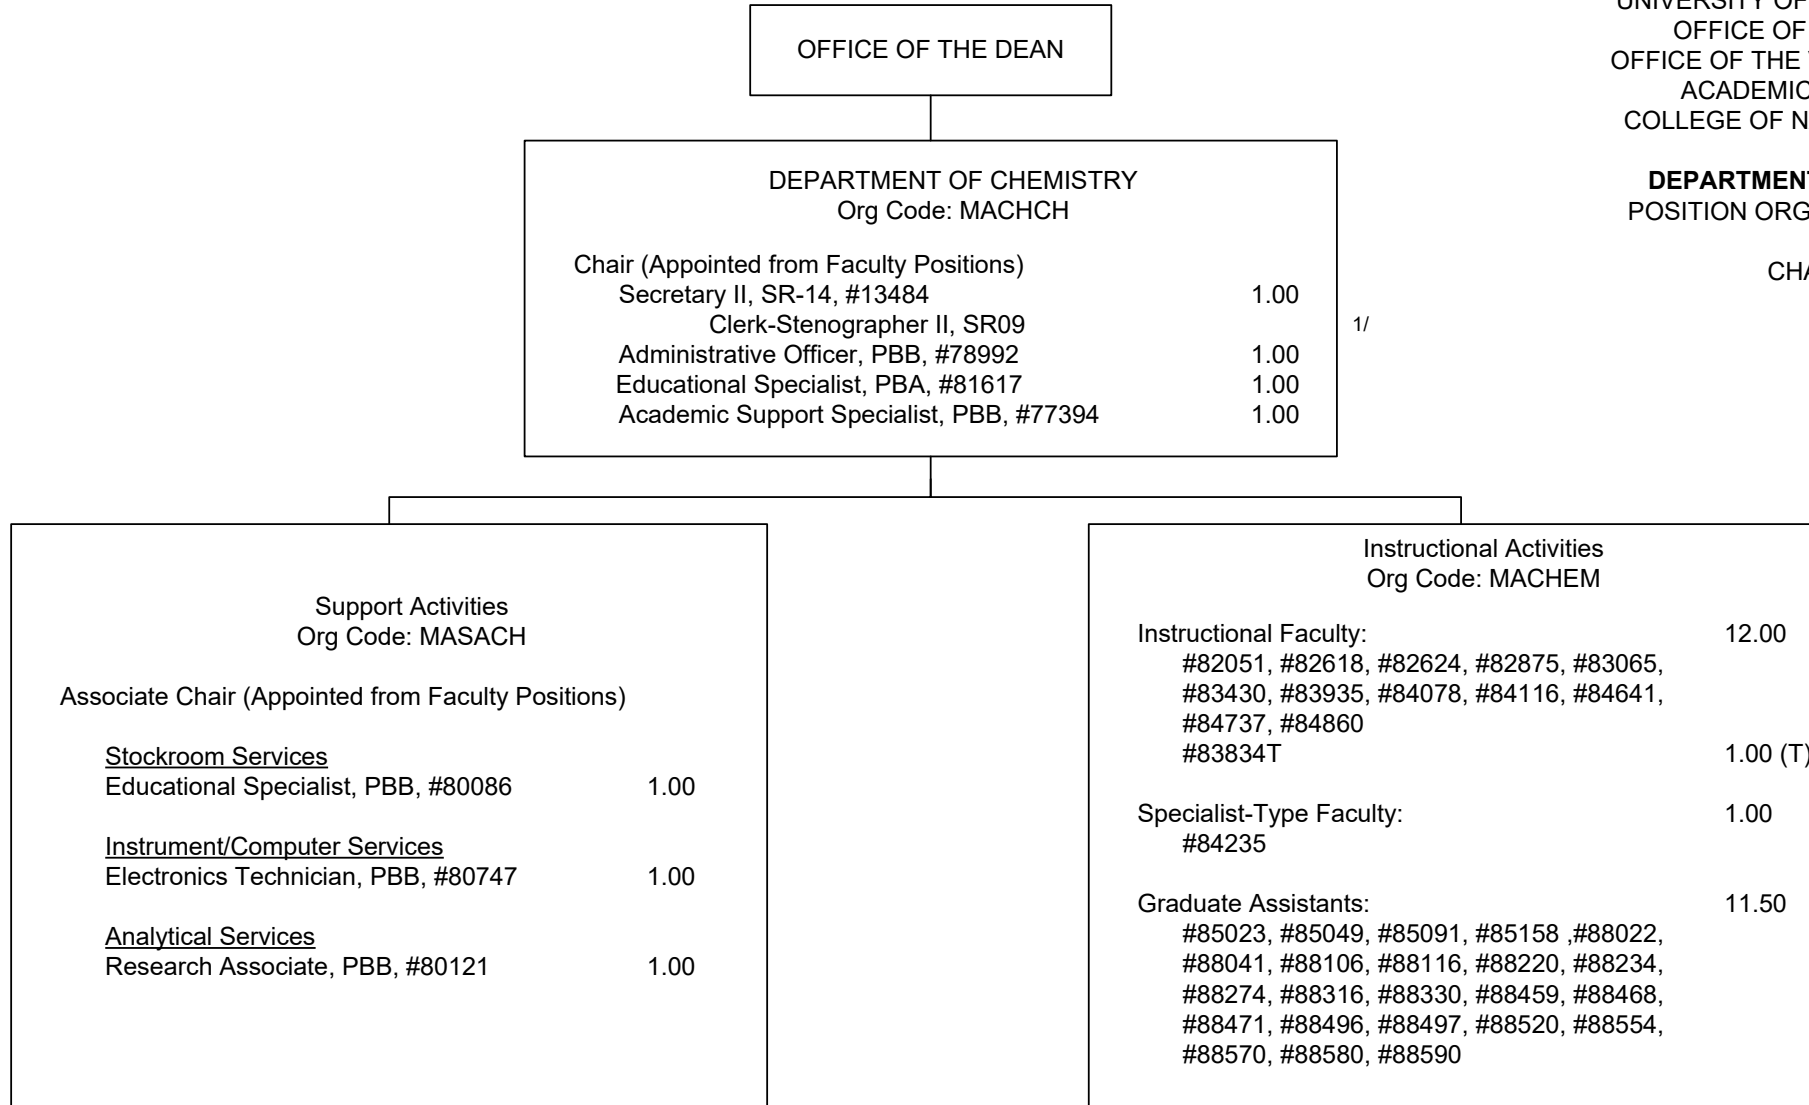 OFFICE OF THE DEAN
UNIVERSITY OF
OFFICE OF
OFFICE OF THE
ACADEMIC
COLLEGE OF N
DEPARTMENT
POSITION ORG
CHA
DEPARTMENT OF CHEMISTRY
Org Code: MACHCH
Chair (Appointed from Faculty Positions)
Secretary II, SR-14, #13484 1.00
Clerk-Stenographer II, SR09 1/
Administrative Officer, PBB, #78992 1.00
Educational Specialist, PBA, #81617 1.00
Academic Support Specialist, PBB, #77394 1.00
Support Activities
Org Code: MASACH
Associate Chair (Appointed from Faculty Positions)
Stockroom Services
Educational Specialist, PBB, #80086 1.00
Instrument/Computer Services
Electronics Technician, PBB, #80747 1.00
Analytical Services
Research Associate, PBB, #80121 1.00
Instructional Activities
Org Code: MACHEM
Instructional Faculty: 12.00
#82051, #82618, #82624, #82875, #83065,
#83430, #83935, #84078, #84116, #84641,
#84737, #84860
#83834T 1.00 (T)
Specialist-Type Faculty: 1.00
#84235
Graduate Assistants: 11.50
#85023, #85049, #85091, #85158 ,#88022,
#88041, #88106, #88116, #88220, #88234,
#88274, #88316, #88330, #88459, #88468,
#88471, #88496, #88497, #88520, #88554,
#88570, #88580, #88590